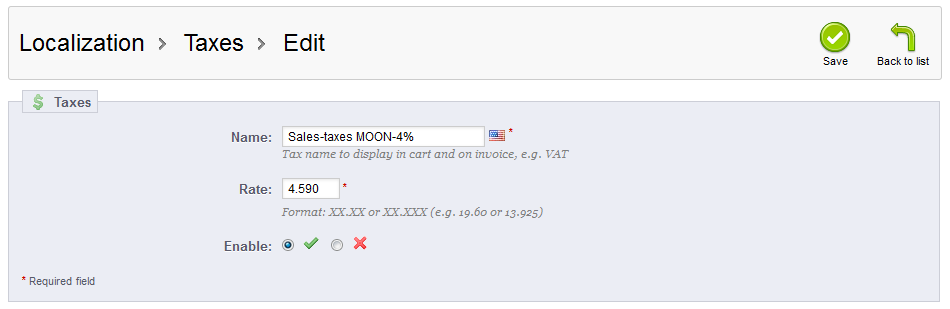 Localization > Taxes > Edit
Save
Back to list
$ Taxes
Name: Sales-taxes MOON-4% *
Tax name to display in cart and on invoice, e.g. VAT
Rate: 4.590 *
Format: XX.XX or XX.XXX (e.g. 19.60 or 13.925)
Enable:
* Required field